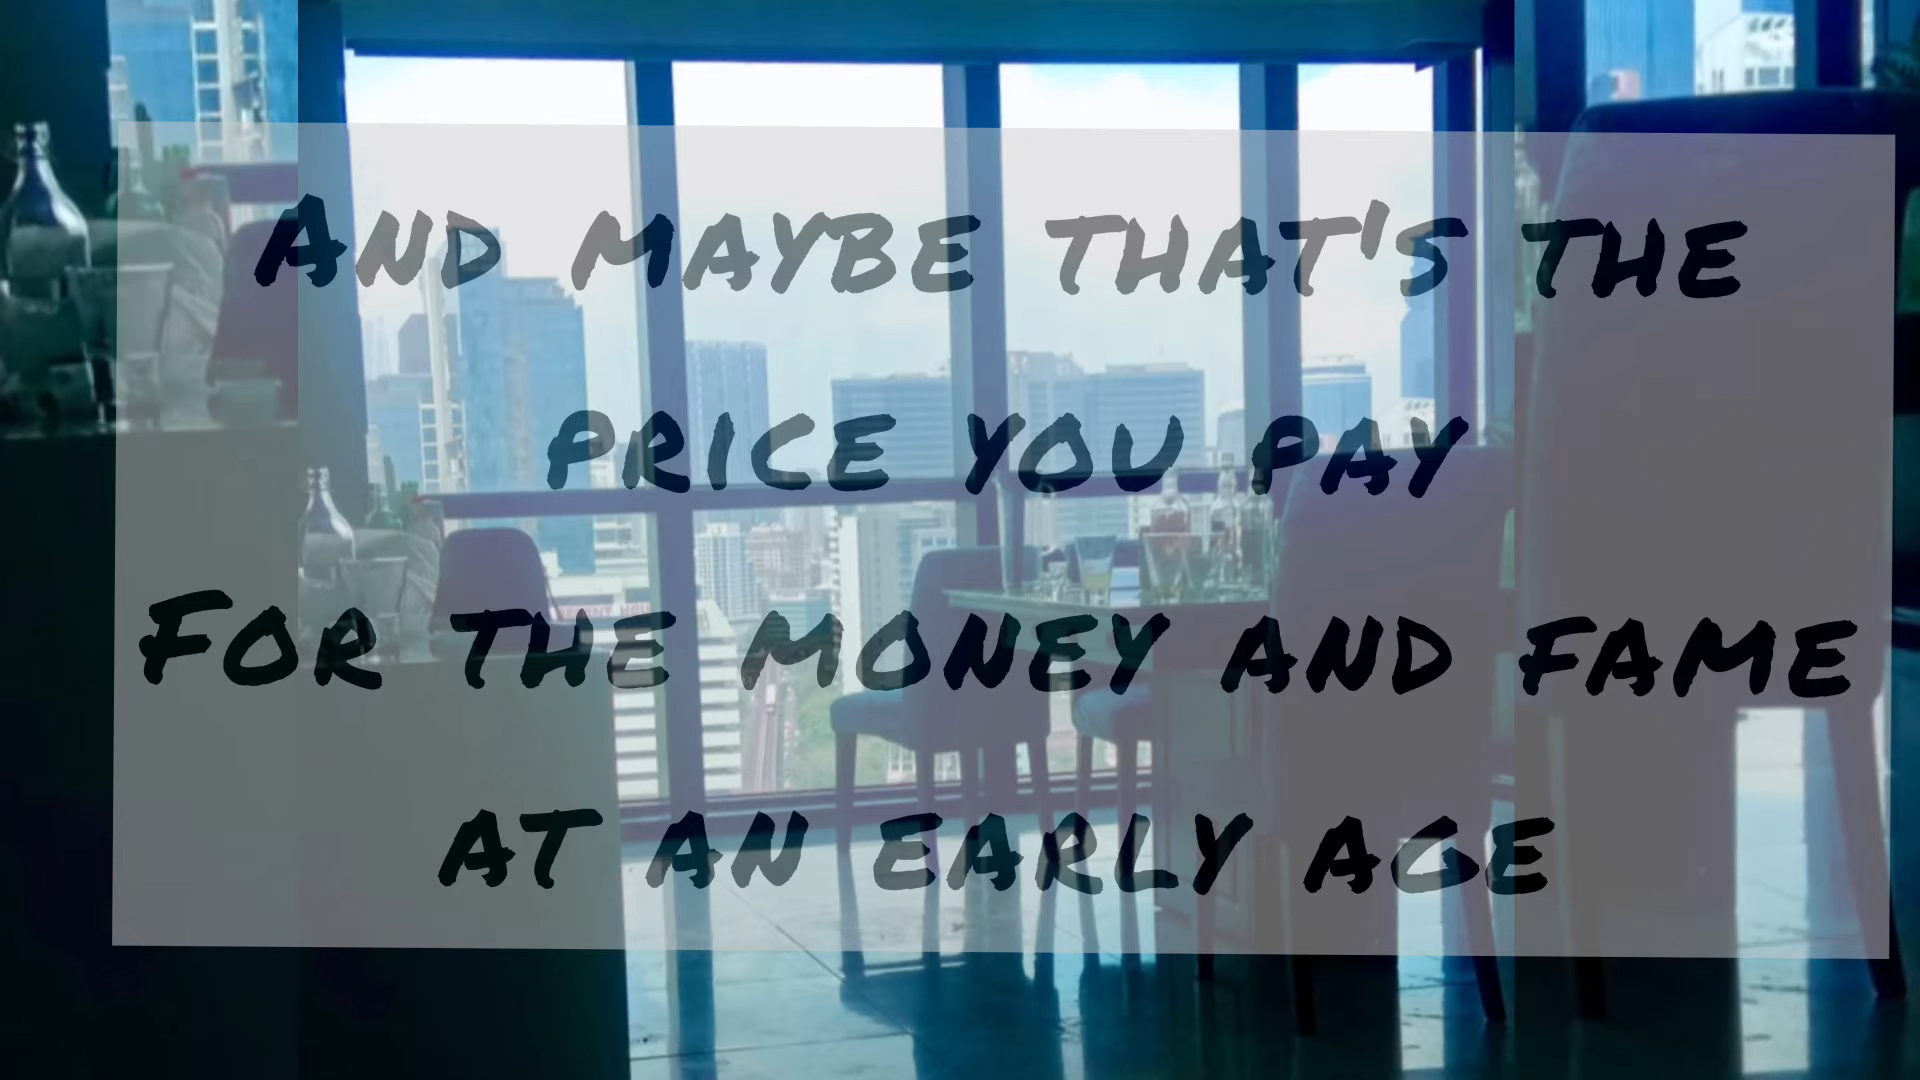 And maybe that's the
price you pay
For the money and fame
at an early age